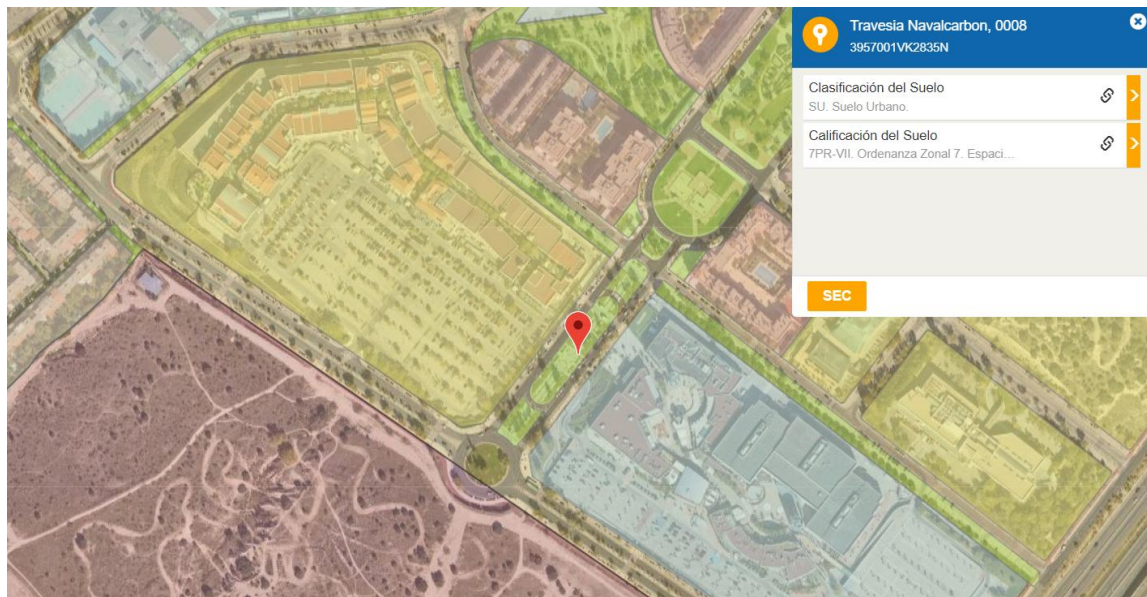 Travesia Navalcarbon, 0008
3957001VK2835N
Clasificación del Suelo
SU. Suelo Urbano.
Calificación del Suelo
7PR-VII. Ordenanza Zonal 7. Espaci...
SEC